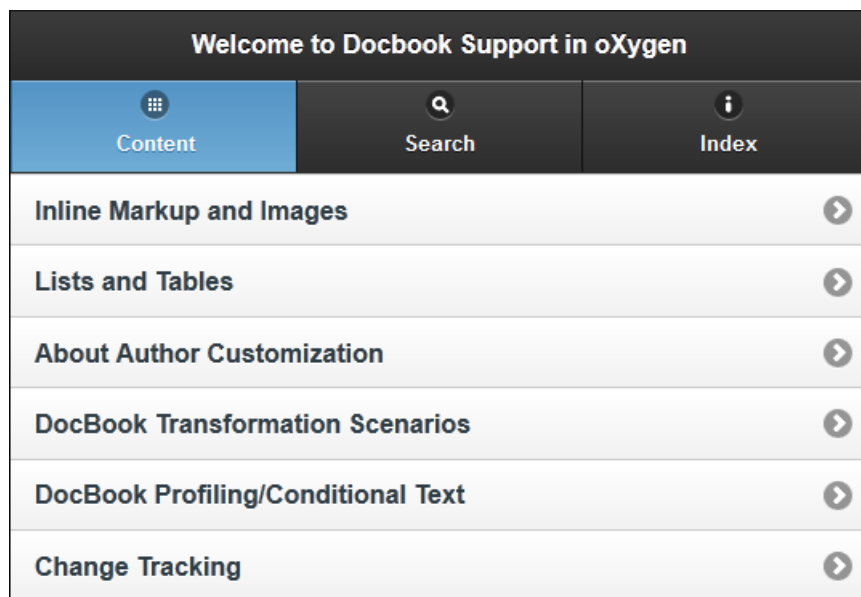 Welcome to Docbook Support in oXygen
Content
Search
Index
Inline Markup and Images
Lists and Tables
About Author Customization
DocBook Transformation Scenarios
DocBook Profiling/Conditional Text
Change Tracking